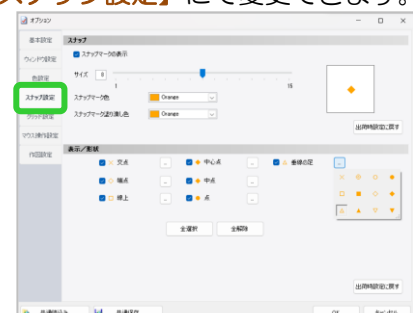 スナップ設定】にて変更できます。
オプション
基本設定
スナップ
ウィンドウ設定
スナップマークの表示
色設定
サイズ 8
1 15
スナップ設定
スナップマーク色 Orange
グリッド設定
スナップマーク塗り潰し色 Orange
マウス操作設定
出荷時設定に戻す
作図設定
表示/形状
交点 中心点 垂線の足
端点 中点
線上 点
全選択 全解除
出荷時設定に戻す
OK キャンセル